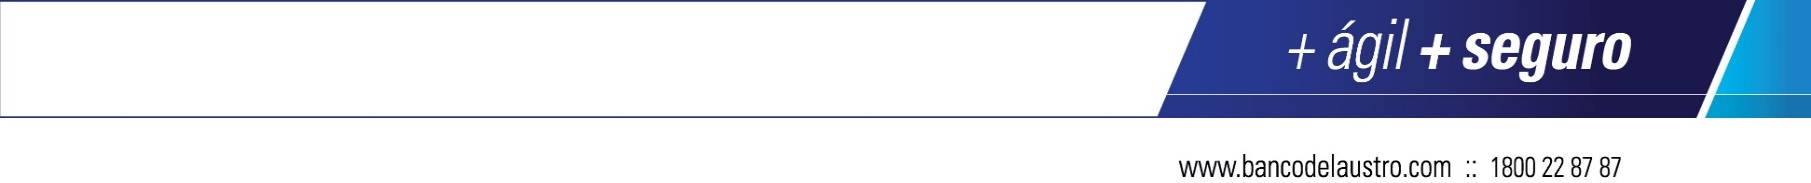 + ágil + seguro
www.bancodelaustro.com :: 1800 22 87 87